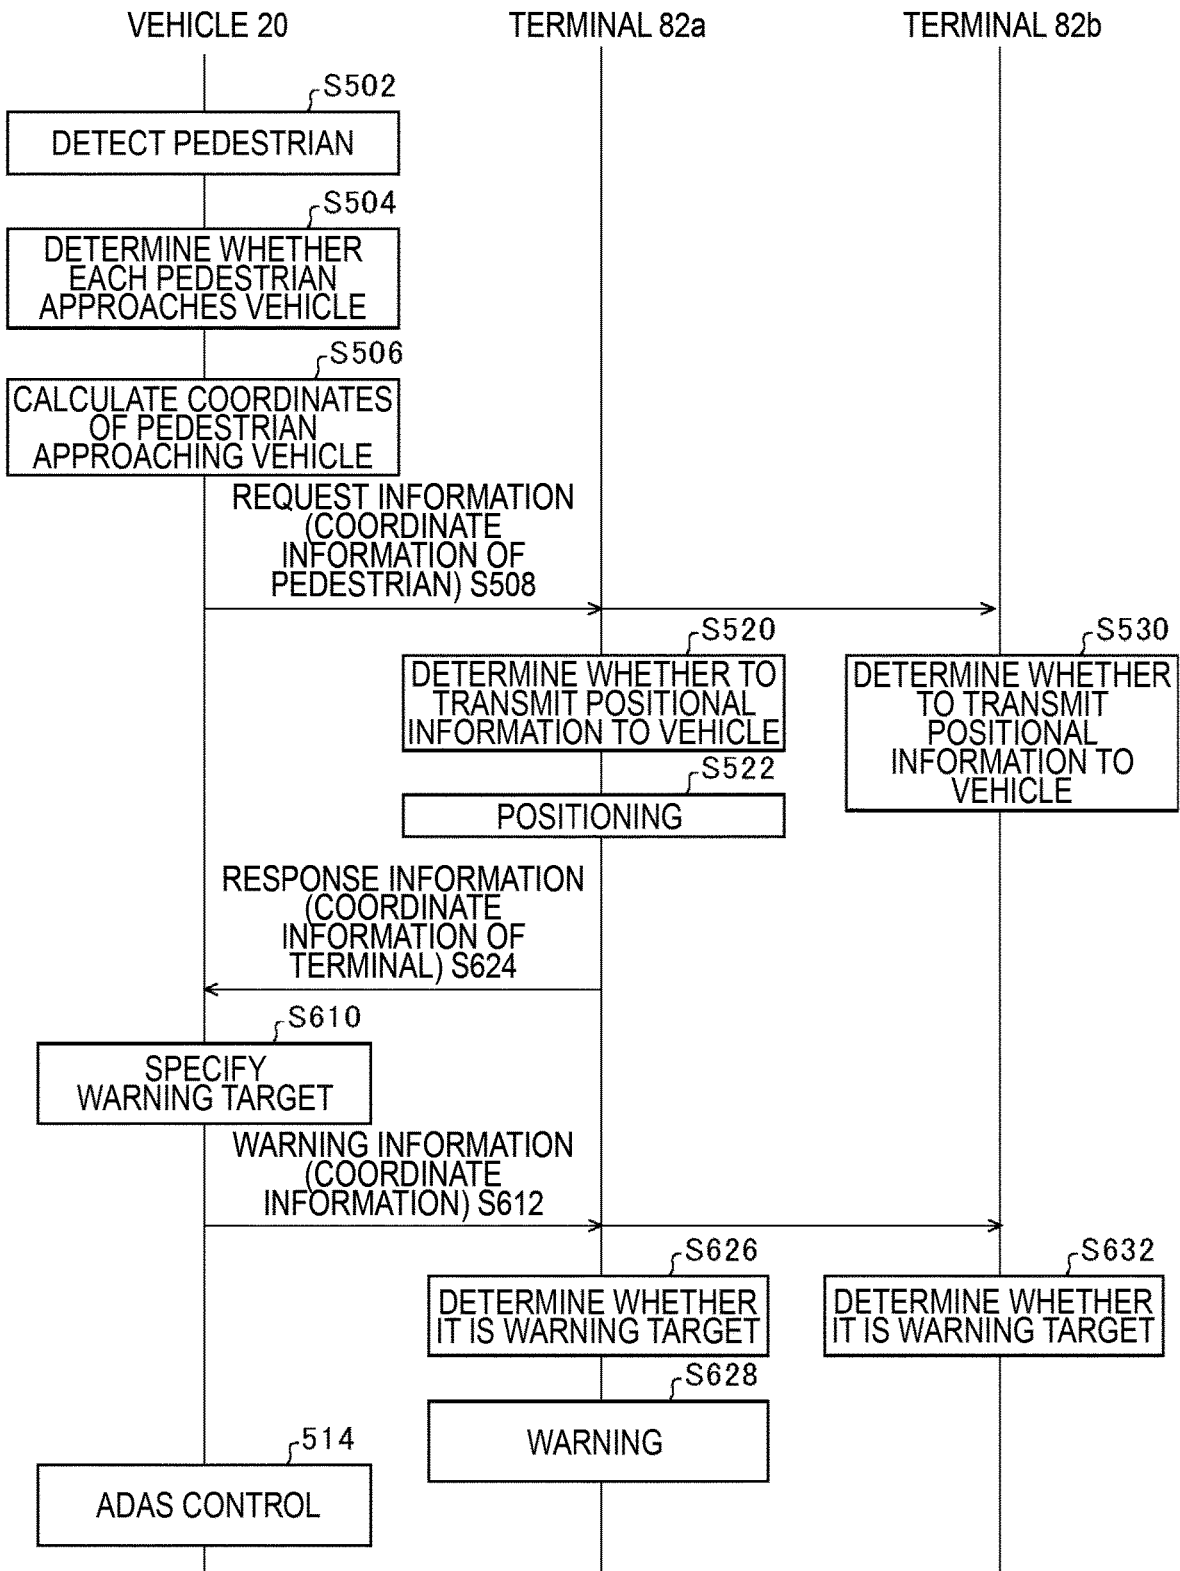 VEHICLE 20
TERMINAL 82a
TERMINAL 82b
S502
DETECT PEDESTRIAN
S504
DETERMINE WHETHER
EACH PEDESTRIAN
APPROACHES VEHICLE
S506
CALCULATE COORDINATES
OF PEDESTRIAN
APPROACHING VEHICLE
REQUEST INFORMATION
(COORDINATE
INFORMATION OF
PEDESTRIAN) S508
S520
DETERMINE WHETHER TO
TRANSMIT POSITIONAL
INFORMATION TO VEHICLE
S530
DETERMINE WHETHER
TO TRANSMIT
POSITIONAL
INFORMATION TO
VEHICLE
S522
POSITIONING
RESPONSE INFORMATION
(COORDINATE
INFORMATION OF
TERMINAL) S624
S610
SPECIFY
WARNING TARGET
WARNING INFORMATION
(COORDINATE
INFORMATION) S612
S626
DETERMINE WHETHER
IT IS WARNING TARGET
S632
DETERMINE WHETHER
IT IS WARNING TARGET
S628
WARNING
514
ADAS CONTROL